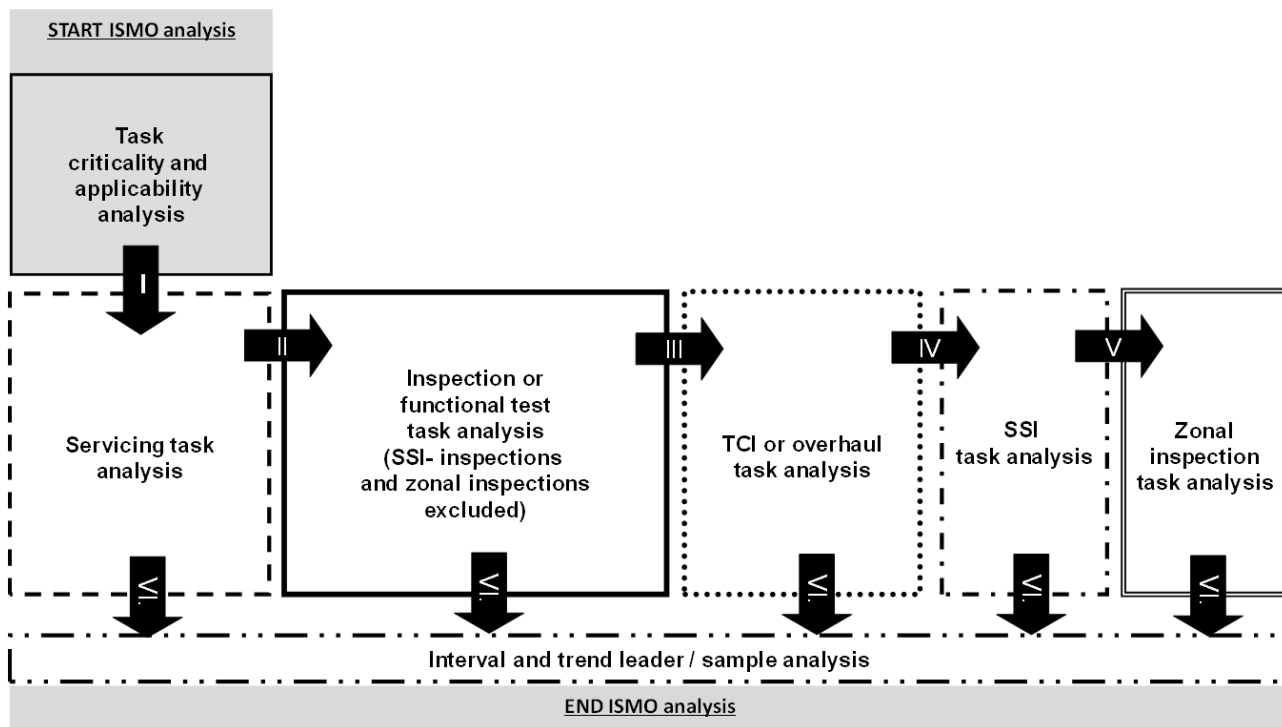 START ISMO analysis
Task
criticality and
applicability
analysis
I
II
III
IV
V
Servicing task
analysis
Inspection or
functional test
task analysis
(SSI- inspections
and zonal inspections
excluded)
TCI or overhaul
task analysis
SSI
task analysis
Zonal
inspection
task analysis
VI.
VI.
VI.
VI.
VI.
Interval and trend leader / sample analysis
END ISMO analysis